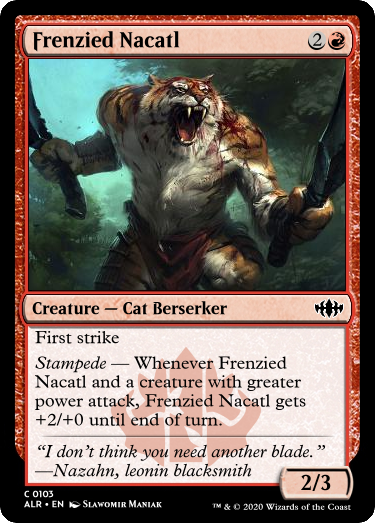 Frenzied Nacatl 2
Creature — Cat Berserker
First strike
Stampede — Whenever Frenzied
Nacatl and a creature with greater
power attack, Frenzied Nacatl gets
+2/+0 until end of turn.
"I don't think you need another blade."
—Nazahn, leonin blacksmith
2/3
C 0103
ALR • EN Slawomir Maniak
™ & © 2020 Wizards of the Coast